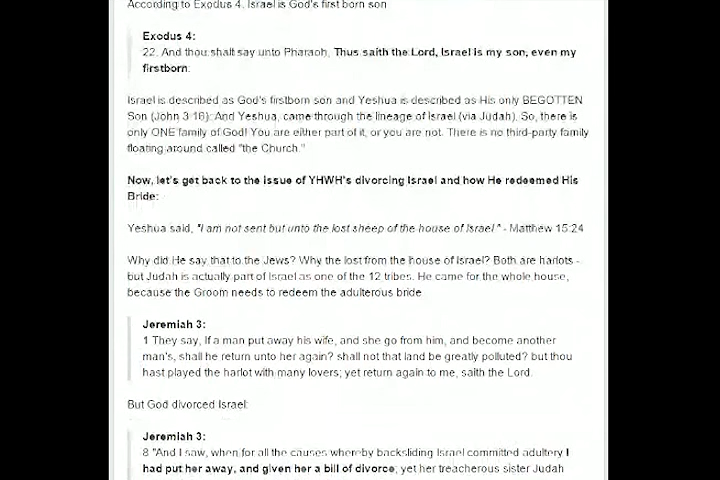 According to Exodus 4, Israel is God's first born son
Exodus 4:
22. And thou shalt say unto Pharaoh, Thus saith the Lord, Israel is my son, even my
firstborn:
Israel is described as God's firstborn son and Yeshua is described as His only BEGOTTEN
Son (John 3:16). And Yeshua, came through the lineage of Israel (via Judah). So, there is
only ONE family of God! You are either part of it, or you are not. There is no third-party family
floating around called "the Church."
Now, let's get back to the issue of YHWH's divorcing Israel and how He redeemed His
Bride:
Yeshua said, "I am not sent but unto the lost sheep of the house of Israel." - Matthew 15:24
Why did He say that to the Jews? Why the lost from the house of Israel? Both are harlots -
but Judah is actually part of Israel as one of the 12 tribes. He came for the whole house,
because the Groom needs to redeem the adulterous bride
Jeremiah 3:
1 They say, If a man put away his wife, and she go from him, and become another
man's, shall he return unto her again? shall not that land be greatly polluted? but thou
hast played the harlot with many lovers; yet return again to me, saith the Lord.
But God divorced Israel:
Jeremiah 3:
8 "And I saw, when for all the causes whereby backsliding Israel committed adultery I
had put her away, and given her a bill of divorce; yet her treacherous sister Judah